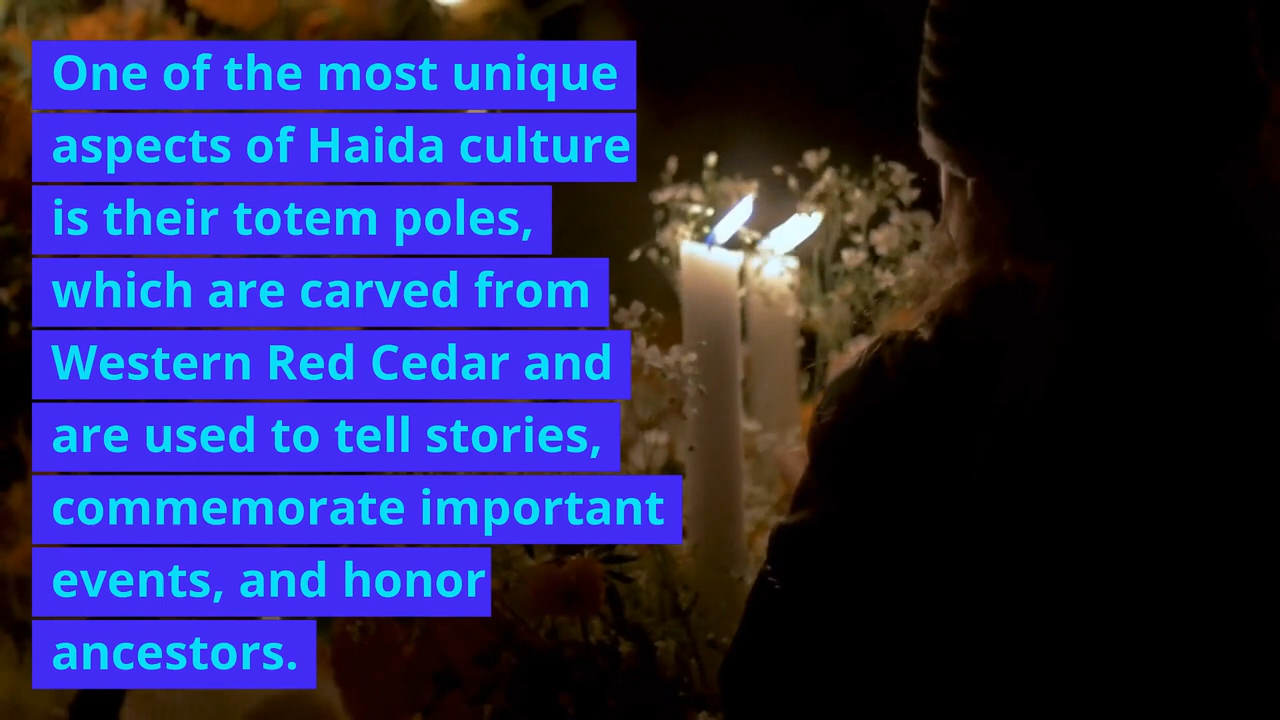 One of the most unique
aspects of Haida culture
is their totem poles,
which are carved from
Western Red Cedar and
are used to tell stories,
commemorate important
events, and honor
ancestors.